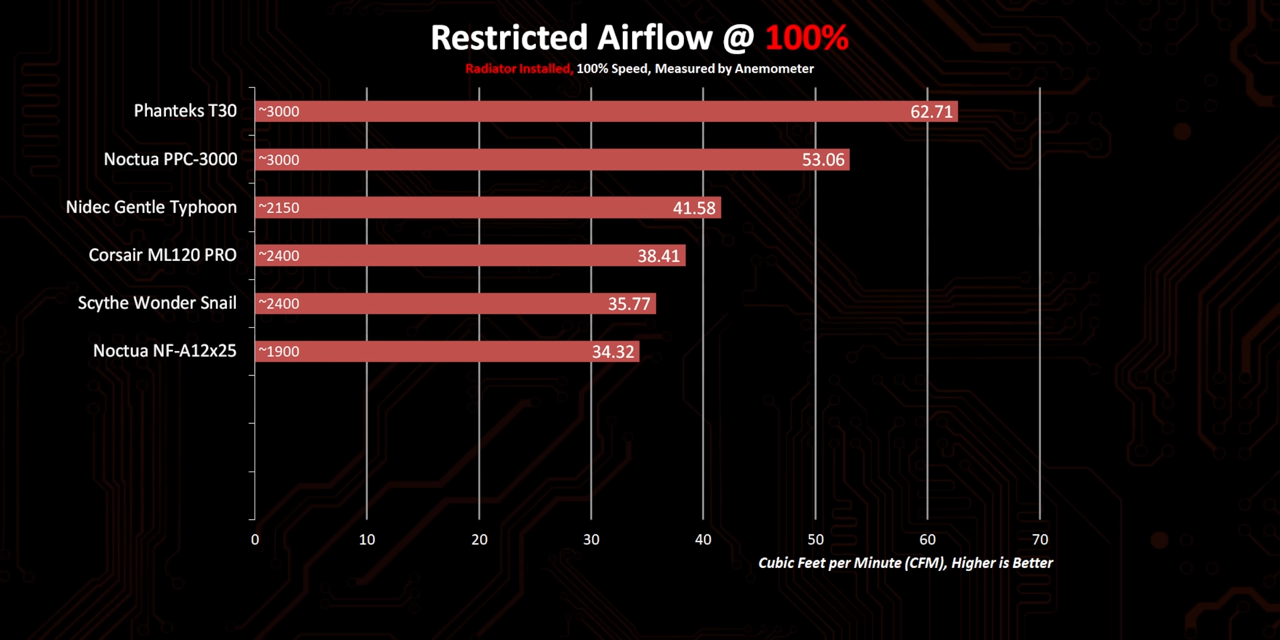 Restricted Airflow @ 100%
Radiator Installed, 100% Speed, Measured by Anemometer
Phanteks T30 ~3000 62.71
Noctua PPC-3000 ~3000 53.06
Nidec Gentle Typhoon ~2150 41.58
Corsair ML120 PRO ~2400 38.41
Scythe Wonder Snail ~2400 35.77
Noctua NF-A12x25 ~1900 34.32
0 10 20 30 40 50 60 70
Cubic Feet per Minute (CFM), Higher is Better